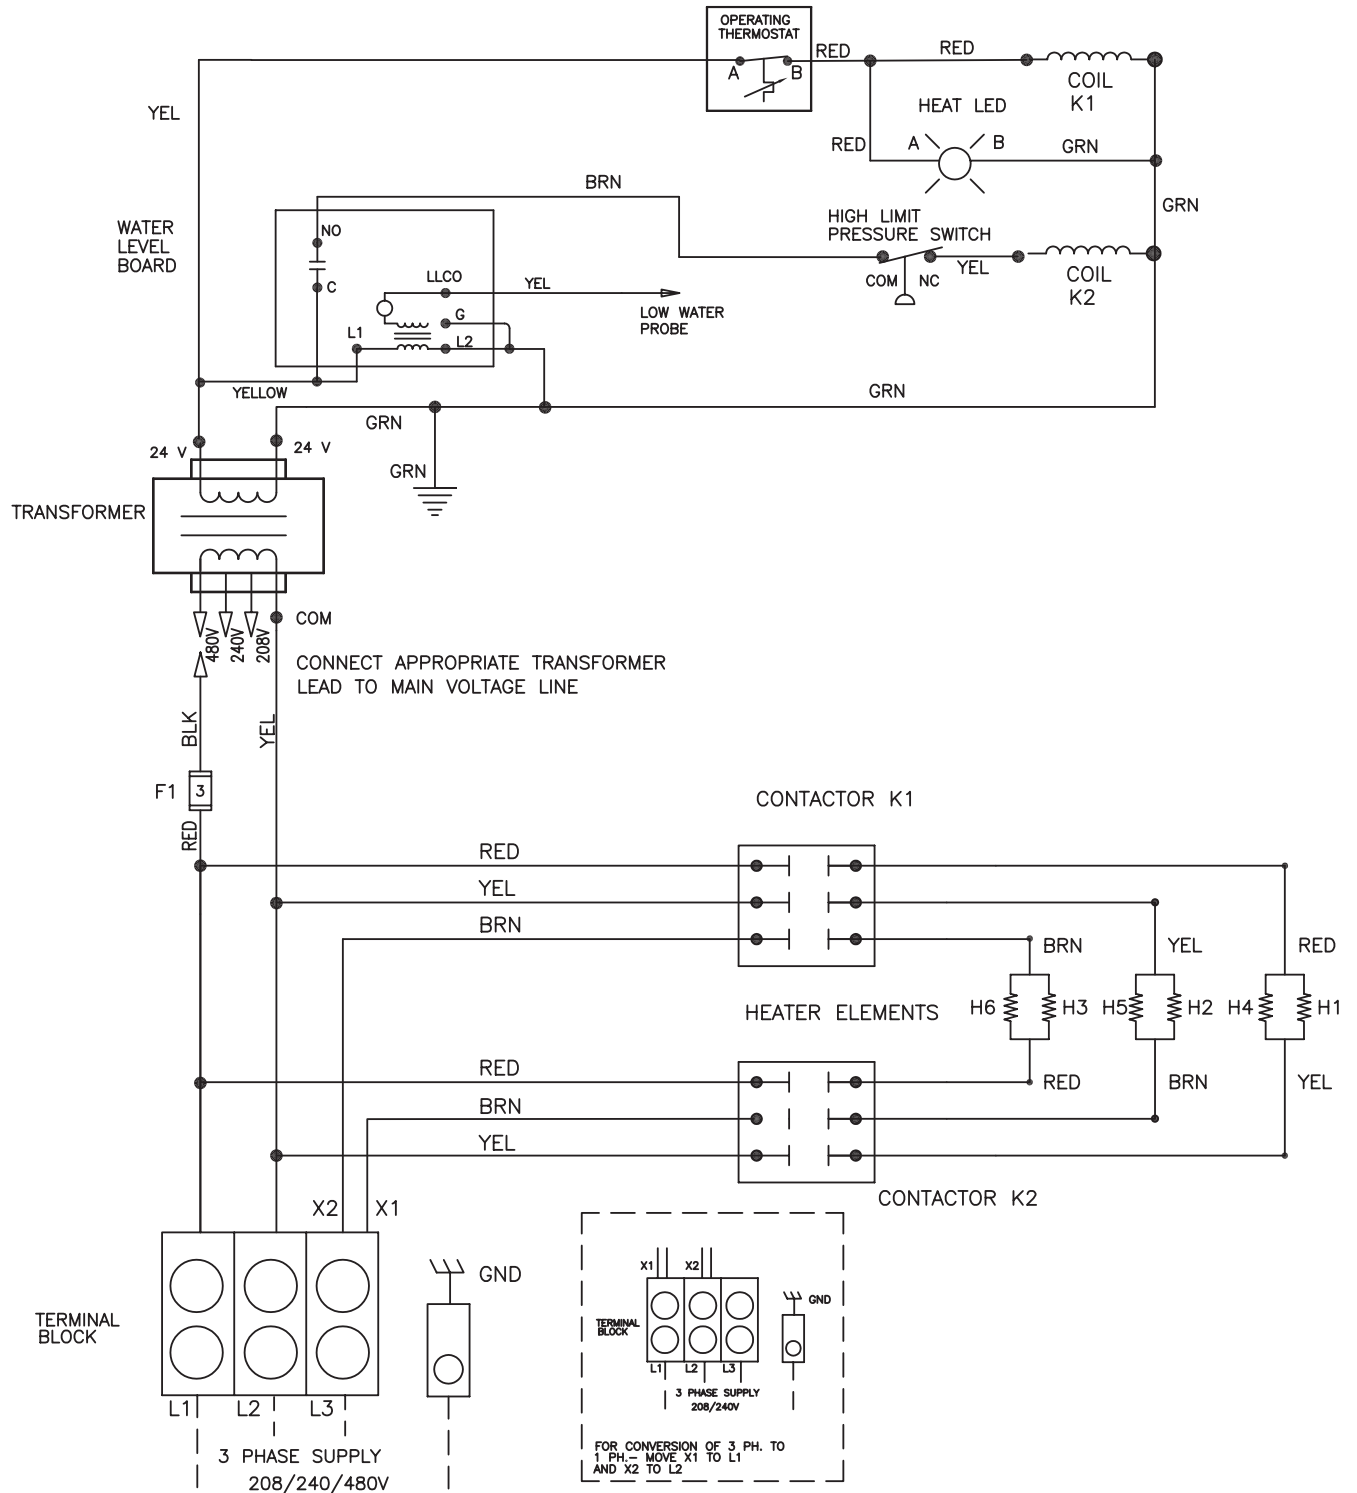 OPERATING
THERMOSTAT
A
B
RED
RED
COIL
K1
YEL
HEAT LED
RED
A
B
GRN
BRN
GRN
WATER
LEVEL
BOARD
NO
HIGH LIMIT
PRESSURE SWITCH
C
LLCO
YEL
COM
NC
YEL
COIL
K2
LOW WATER
PROBE
G
L1
L2
YELLOW
GRN
GRN
24 V
24 V
GRN
TRANSFORMER
COM
480V
240V
208V
CONNECT APPROPRIATE TRANSFORMER
LEAD TO MAIN VOLTAGE LINE
BLK
YEL
F1
3
RED
CONTACTOR K1
RED
YEL
BRN
BRN
YEL
RED
HEATER ELEMENTS
H6
H3
H5
H2
H4
H1
RED
BRN
YEL
RED
BRN
YEL
CONTACTOR K2
X2
X1
GND
TERMINAL
BLOCK
L1
L2
L3
3 PHASE SUPPLY
208/240/480V
X1
X2
GND
TERMINAL
BLOCK
L1
L2
L3
3 PHASE SUPPLY
208/240V
FOR CONVERSION OF 3 PH. TO
1 PH.– MOVE X1 TO L1
AND X2 TO L2